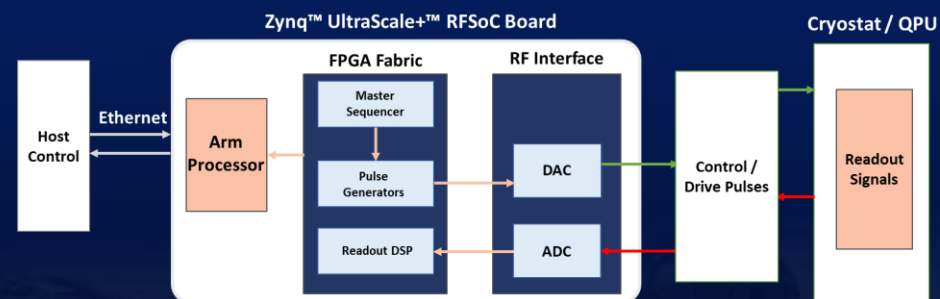 Zynq™ UltraScale+™ RFSoC Board
Cryostat / QPU
FPGA Fabric
RF Interface
Host
Control
Ethernet
Arm
Processor
Master
Sequencer
Pulse
Generators
Readout DSP
DAC
ADC
Control /
Drive Pulses
Readout
Signals